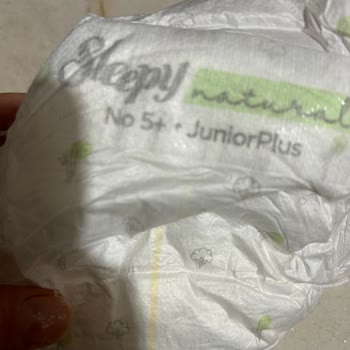 Sleepy natural
No 5+ • JuniorPlus